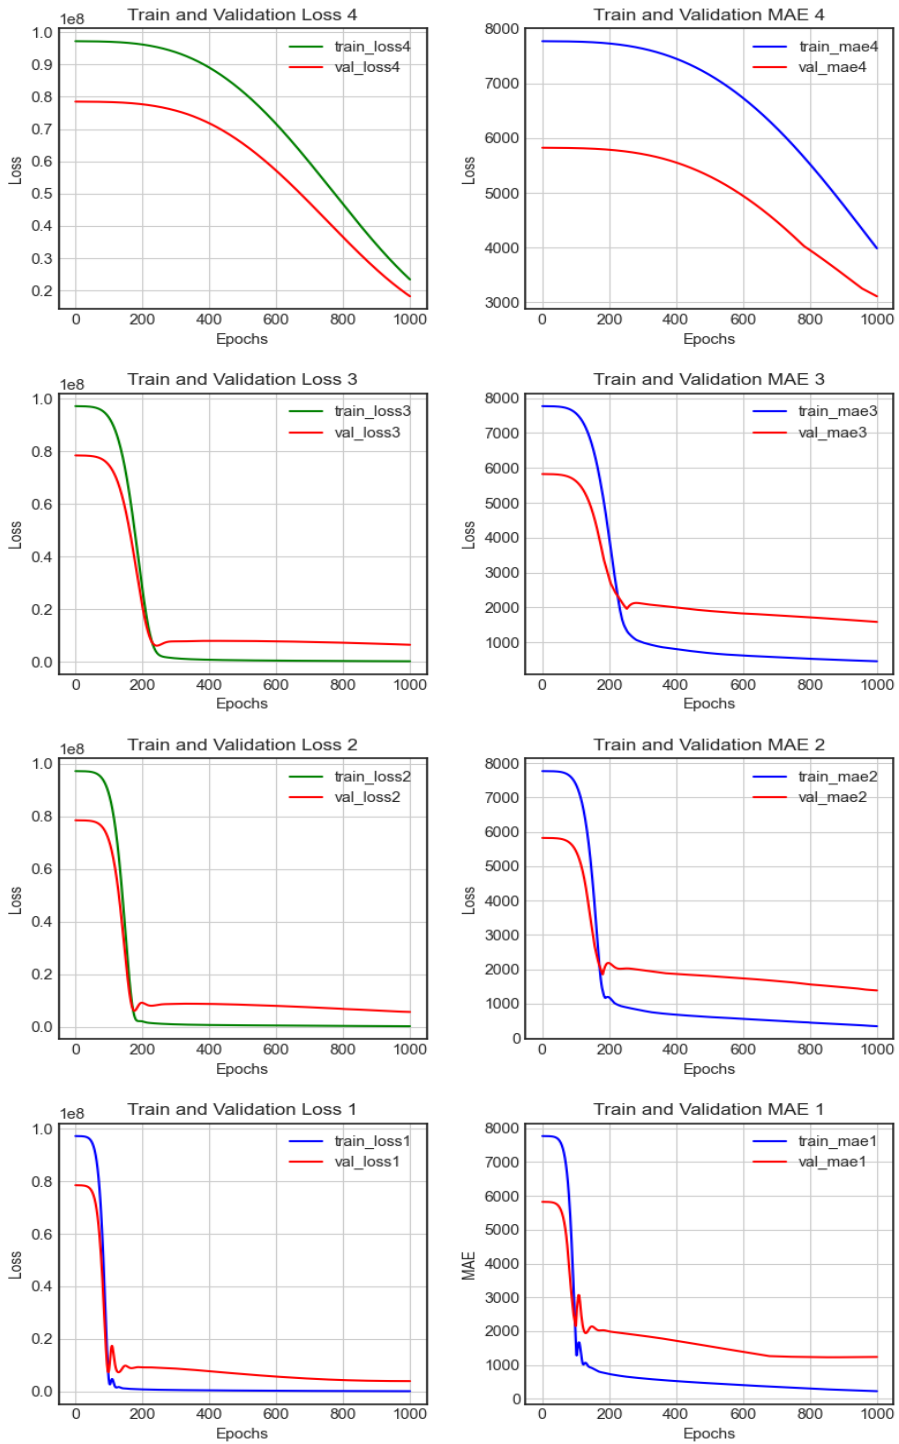 Train and Validation Loss 4
1e8
train_loss4
val_loss4
1.0
0.9
0.8
0.7
0.6
0.5
0.4
0.3
0.2
Loss
0 200 400 600 800 1000
Epochs
Train and Validation MAE 4
train_mae4
val_mae4
8000
7000
6000
5000
4000
3000
Loss
0 200 400 600 800 1000
Epochs
Train and Validation Loss 3
1e8
train_loss3
val_loss3
1.0
0.8
0.6
0.4
0.2
0.0
Loss
0 200 400 600 800 1000
Epochs
Train and Validation MAE 3
train_mae3
val_mae3
8000
7000
6000
5000
4000
3000
2000
1000
Loss
0 200 400 600 800 1000
Epochs
Train and Validation Loss 2
1e8
train_loss2
val_loss2
1.0
0.8
0.6
0.4
0.2
0.0
Loss
0 200 400 600 800 1000
Epochs
Train and Validation MAE 2
train_mae2
val_mae2
8000
7000
6000
5000
4000
3000
2000
1000
0
Loss
0 200 400 600 800 1000
Epochs
Train and Validation Loss 1
1e8
train_loss1
val_loss1
1.0
0.8
0.6
0.4
0.2
0.0
Loss
0 200 400 600 800 1000
Epochs
Train and Validation MAE 1
train_mae1
val_mae1
8000
7000
6000
5000
4000
3000
2000
1000
0
MAE
0 200 400 600 800 1000
Epochs